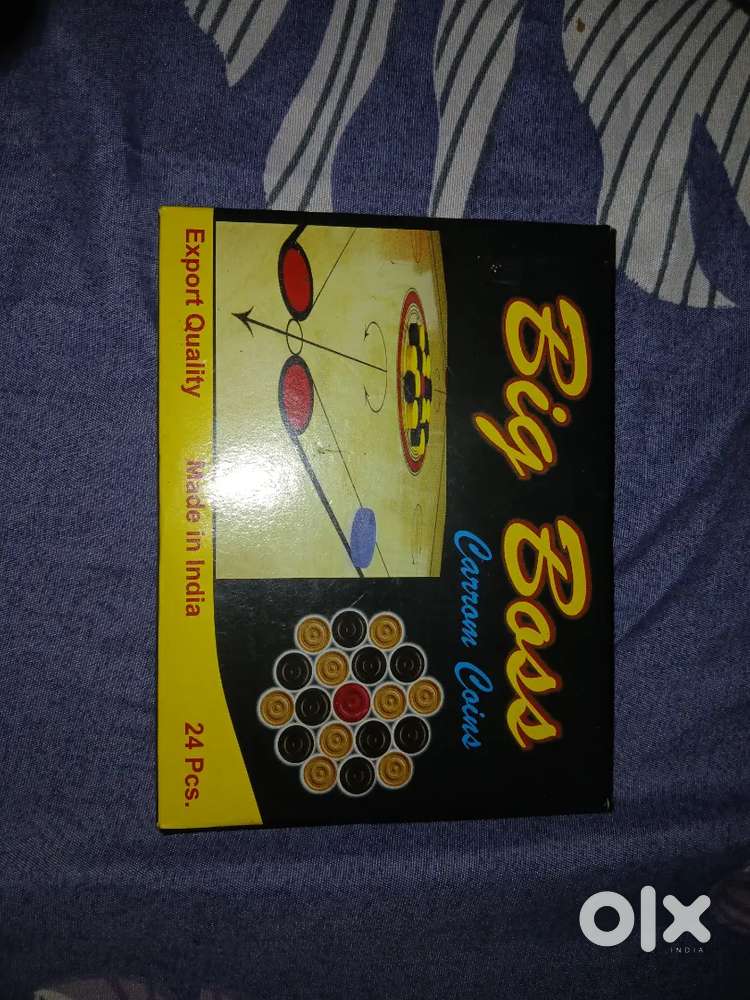 Big Boss
Carrom Coins
Export Quality Made in India 24 Pcs.
olx
INDIA